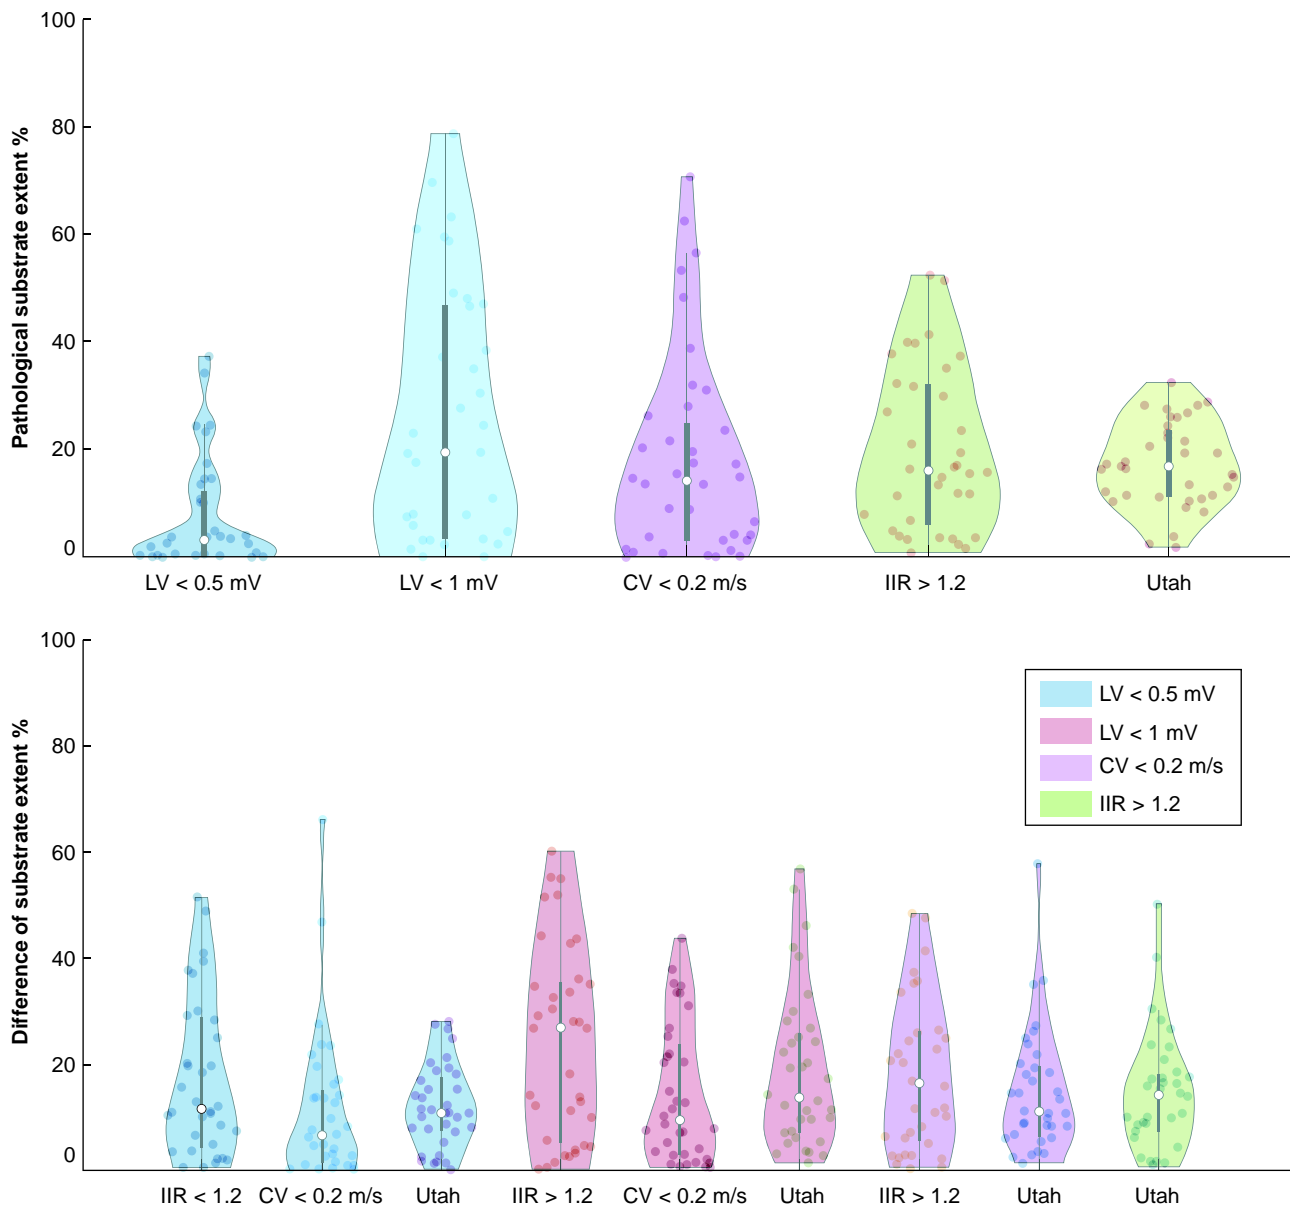 100
80
60
40
20
0
Pathological substrate extent %
LV < 0.5 mV
LV < 1 mV
CV < 0.2 m/s
IIR > 1.2
Utah
100
80
60
40
20
0
Difference of substrate extent %
LV < 0.5 mV
LV < 1 mV
CV < 0.2 m/s
IIR > 1.2
IIR < 1.2
CV < 0.2 m/s
Utah
IIR > 1.2
CV < 0.2 m/s
Utah
IIR > 1.2
Utah
Utah